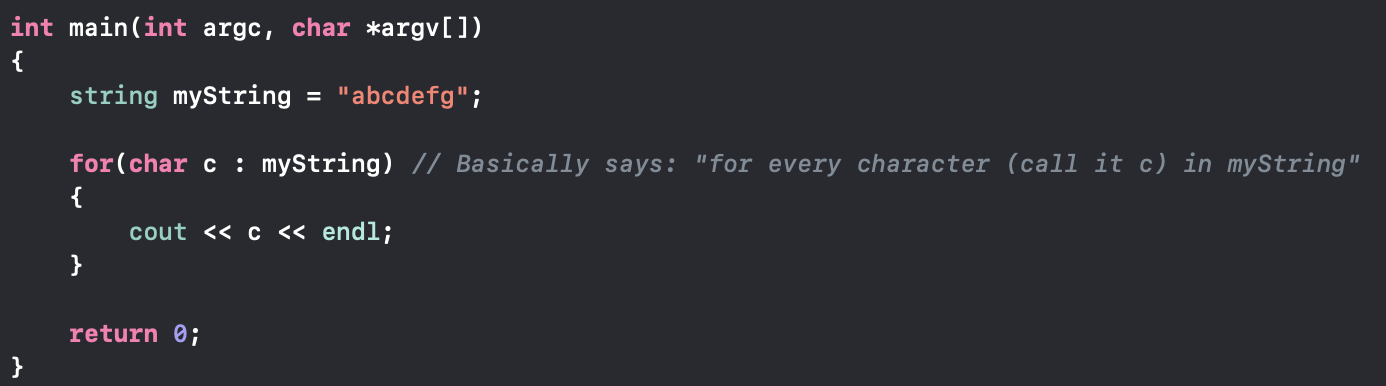 int main(int argc, char *argv[])
{
    string myString = "abcdefg";

    for(char c : myString) // Basically says: "for every character (call it c) in myString"
    {
        cout << c << endl;
    }

    return 0;
}